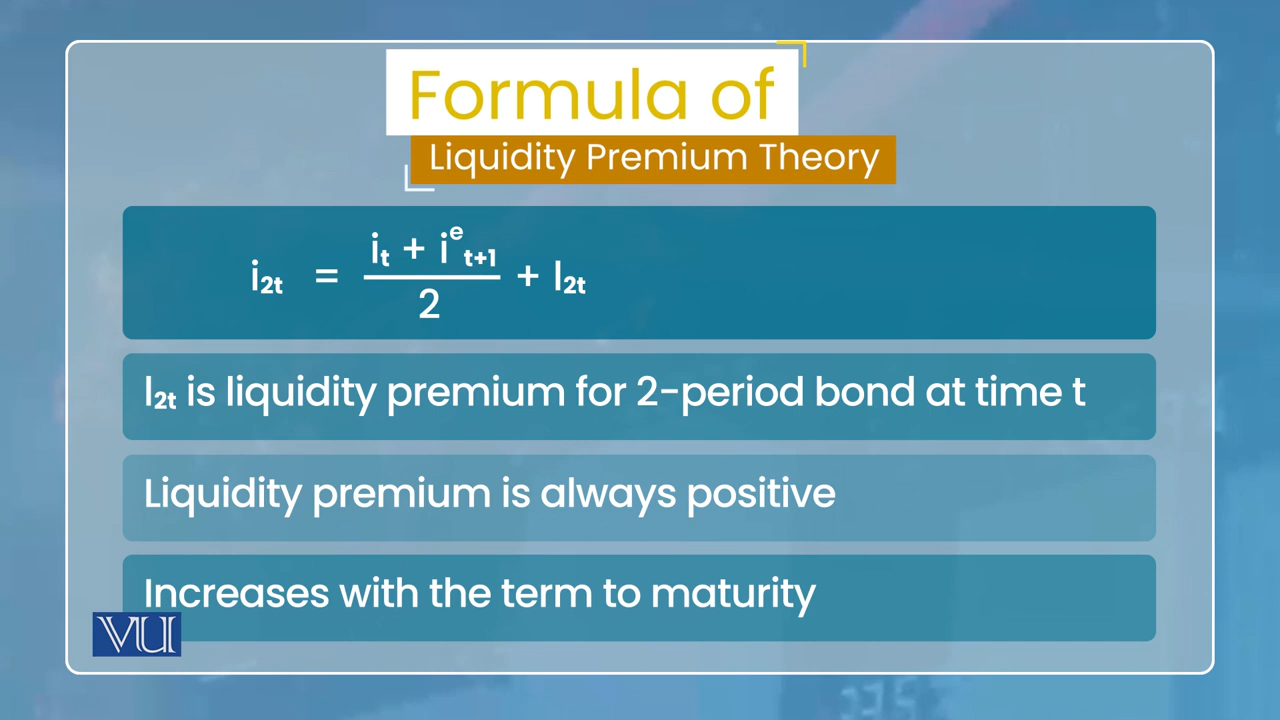 Formula of
Liquidity Premium Theory
i₂ₜ = (iₜ + iᵉₜ₊₁) / 2 + l₂ₜ
l₂ₜ is liquidity premium for 2-period bond at time t
Liquidity premium is always positive
Increases with the term to maturity
VU